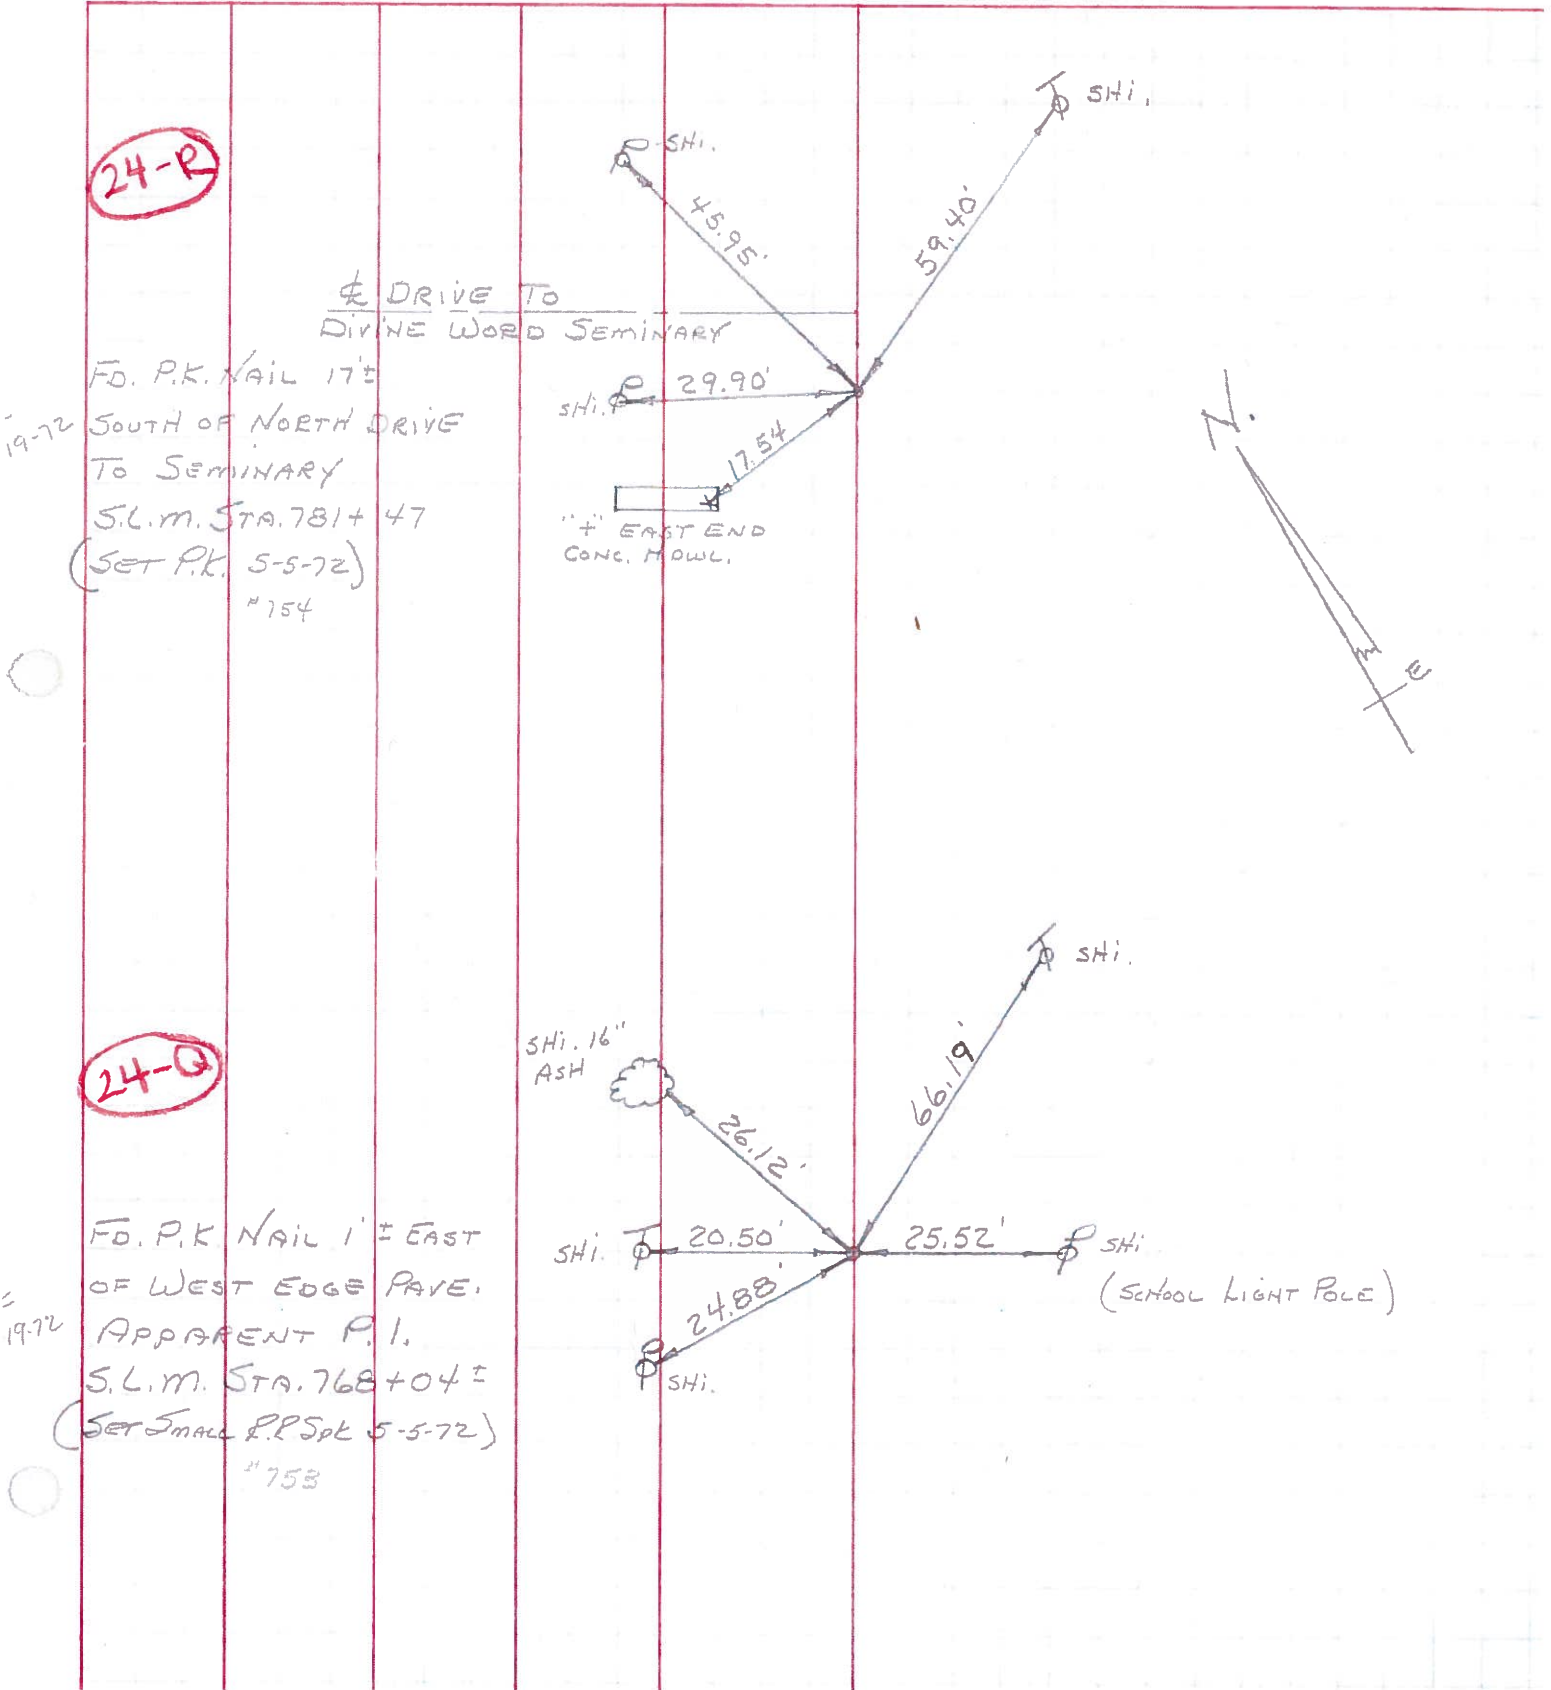 24-R
SHi.
SHi.
45.95'
59.40'
℄ DRIVE TO
DIVINE WORD SEMINARY
FD. P.K. NAIL 17'±
SOUTH OF NORTH DRIVE
TO SEMINARY
S.L.M. STA. 781+47
(SET P.K. 5-5-72)
#754
19-72
SHi.
29.90'
17.54
"+" EAST END
CONC. HDWL.
N.
E
24-Q
SHi. 16"
ASH
SHi.
26.12'
66.19'
FD. P.K. NAIL 1'± EAST
OF WEST EDGE PAVE.
APPARENT P.I.
S.L.M. STA. 768+04±
(SET SMALL R.R SPK 5-5-72)
#753
19-72
SHi.
20.50'
25.52'
SHi
(SCHOOL LIGHT POLE)
24.88'
SHi.